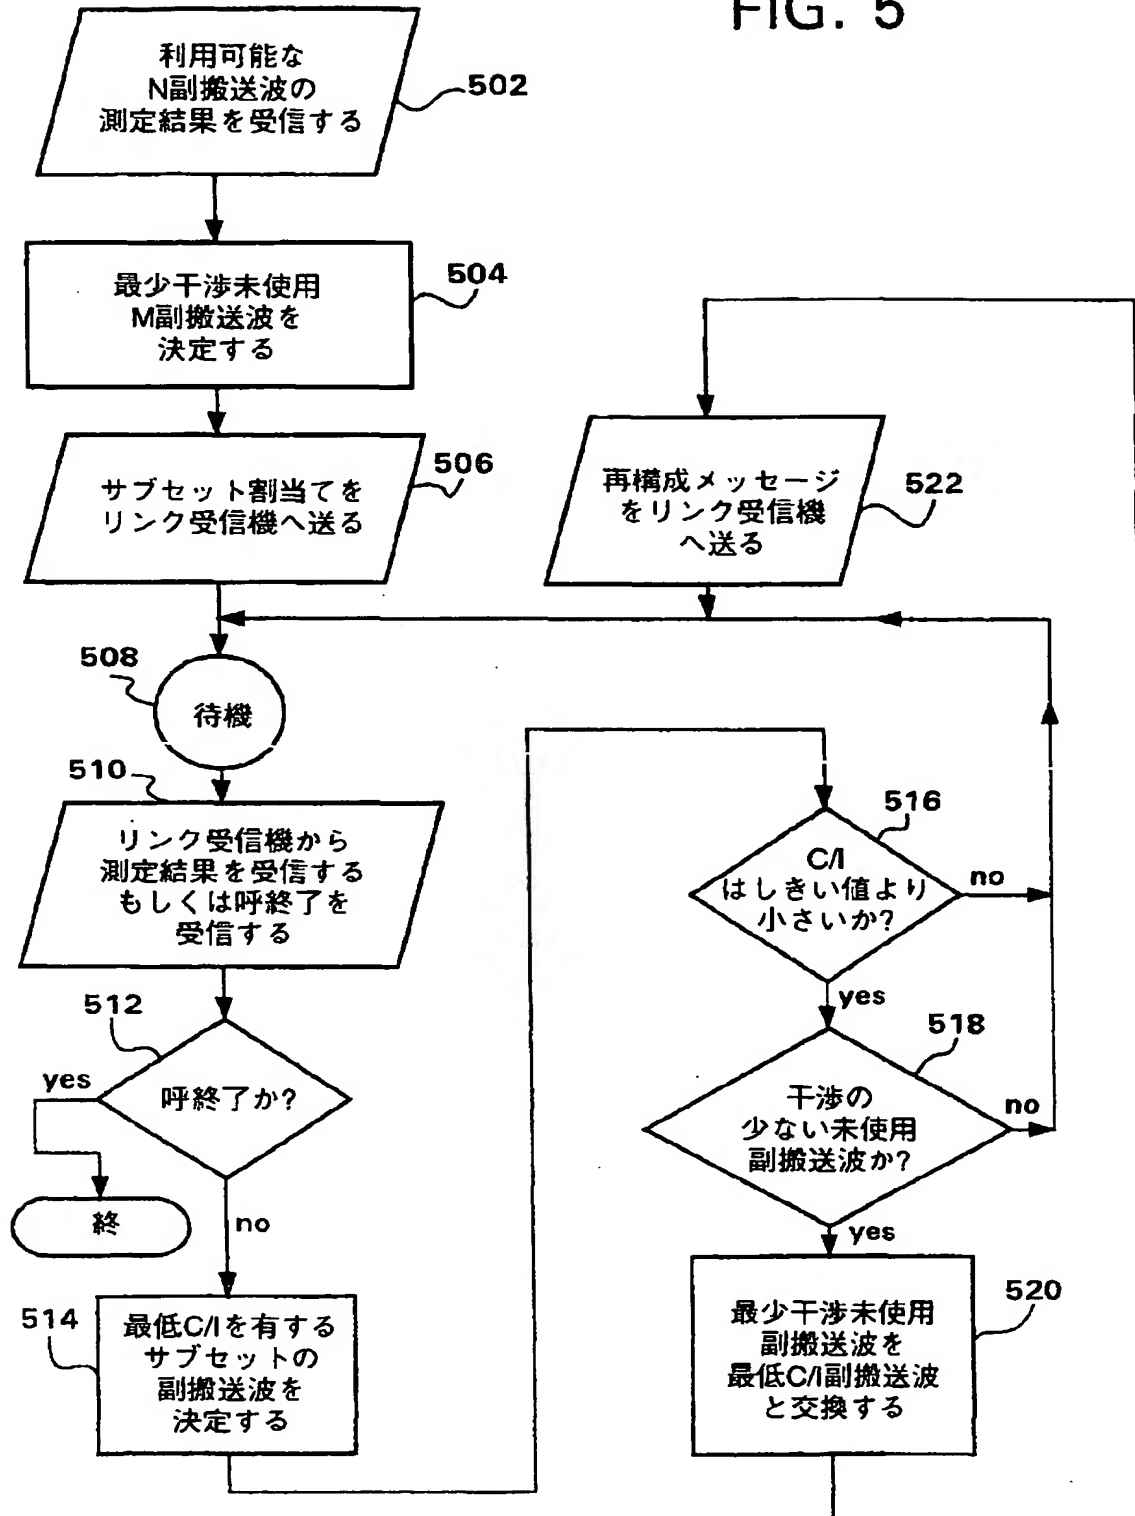 FIG. 5
利用可能な
N副搬送波の
測定結果を受信する
502
最少干渉未使用
M副搬送波を
決定する
504
サブセット割当てを
リンク受信機へ送る
506
再構成メッセージ
をリンク受信機
へ送る
522
508
待機
510
リンク受信機から
測定結果を受信する
もしくは呼終了を
受信する
512
呼終了か?
yes
終
no
514
最低C/Iを有する
サブセットの
副搬送波を
決定する
516
C/I
はしきい値より
小さいか?
no
yes
518
干渉の
少ない未使用
副搬送波か?
no
yes
520
最少干渉未使用
副搬送波を
最低C/I副搬送波
と交換する